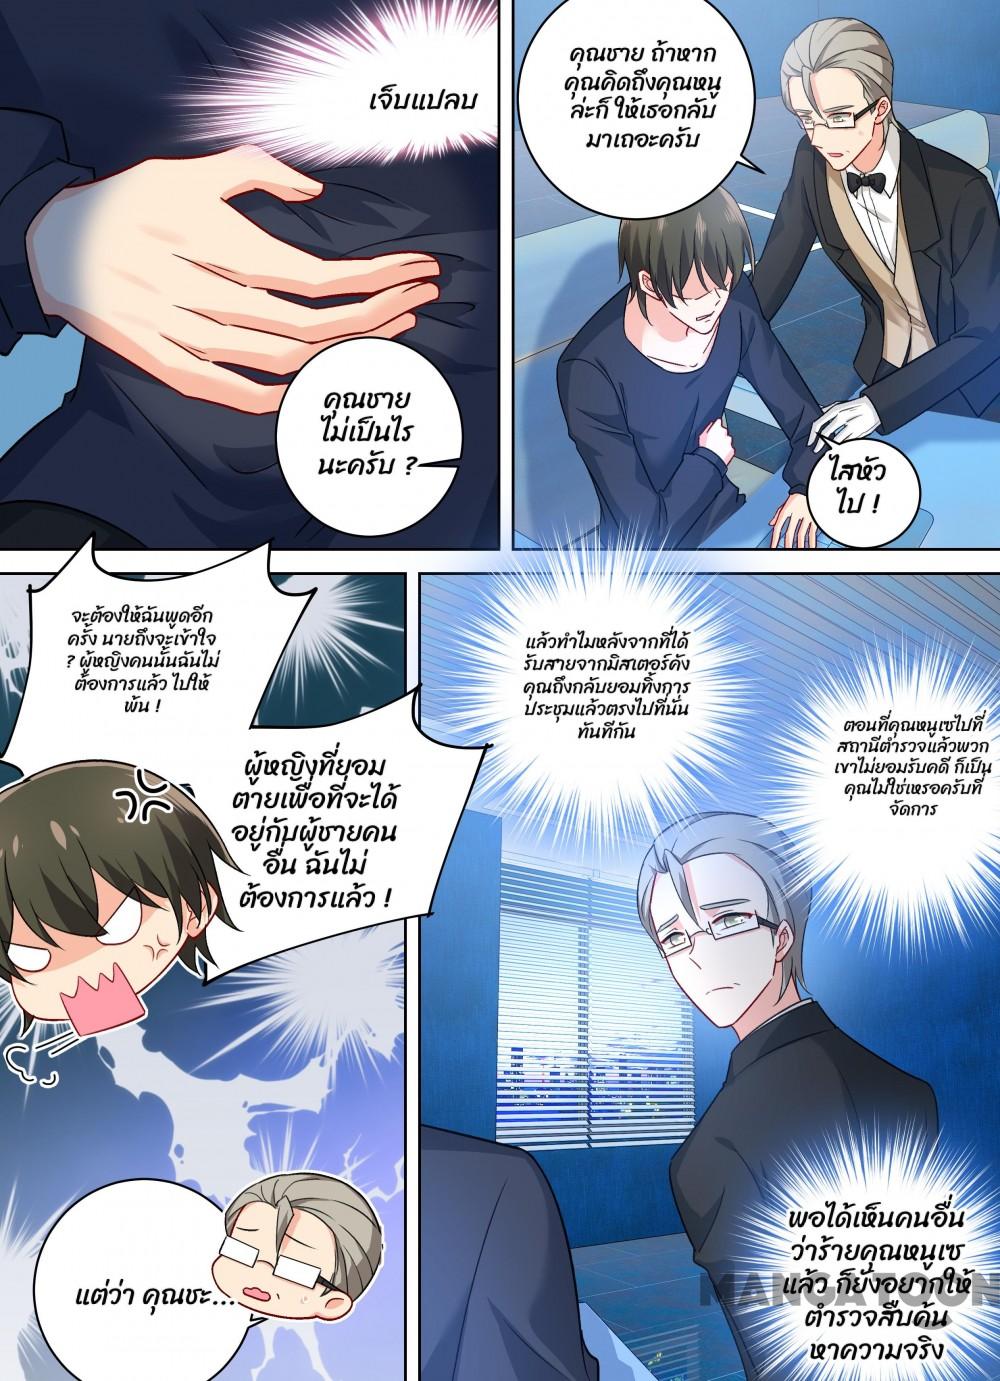 เจ็บแปลบ
คุณชาย
ไม่เป็นไร
นะครับ ?
คุณชาย ถ้าหาก
คุณคิดถึงคุณหนู
ล่ะก็ ให้เธอกลับ
มาเถอะครับ
ไสหัว
ไป !
จะต้องให้ฉันพูดอีก
ครั้ง นายถึงจะเข้าใจ
? ผู้หญิงคนนั้นฉันไม่
ต้องการแล้ว ไปให้
พ้น !
ผู้หญิงที่ยอม
ตายเพื่อที่จะได้
อยู่กับผู้ชายคน
อื่น ฉันไม่
ต้องการแล้ว !
แต่ว่า คุณชะ....
แล้วทำไมหลังจากที่ได้
รับสายจากมิสเตอร์คัง
คุณถึงกลับยอมทิ้งการ
ประชุมแล้วตรงไปที่นั่น
ทันทีกัน
ตอนที่คุณหนูเซไปที่
สถานีตำรวจแล้วพวก
เขาไม่ยอมรับคดี ก็เป็น
คุณไม่ใช่เหรอครับที่
จัดการ
พอได้เห็นคนอื่น
ว่าร้ายคุณหนูเซ
แล้ว ก็ยังอยากให้
ตำรวจสืบค้น
หาความจริง
MANGATOON